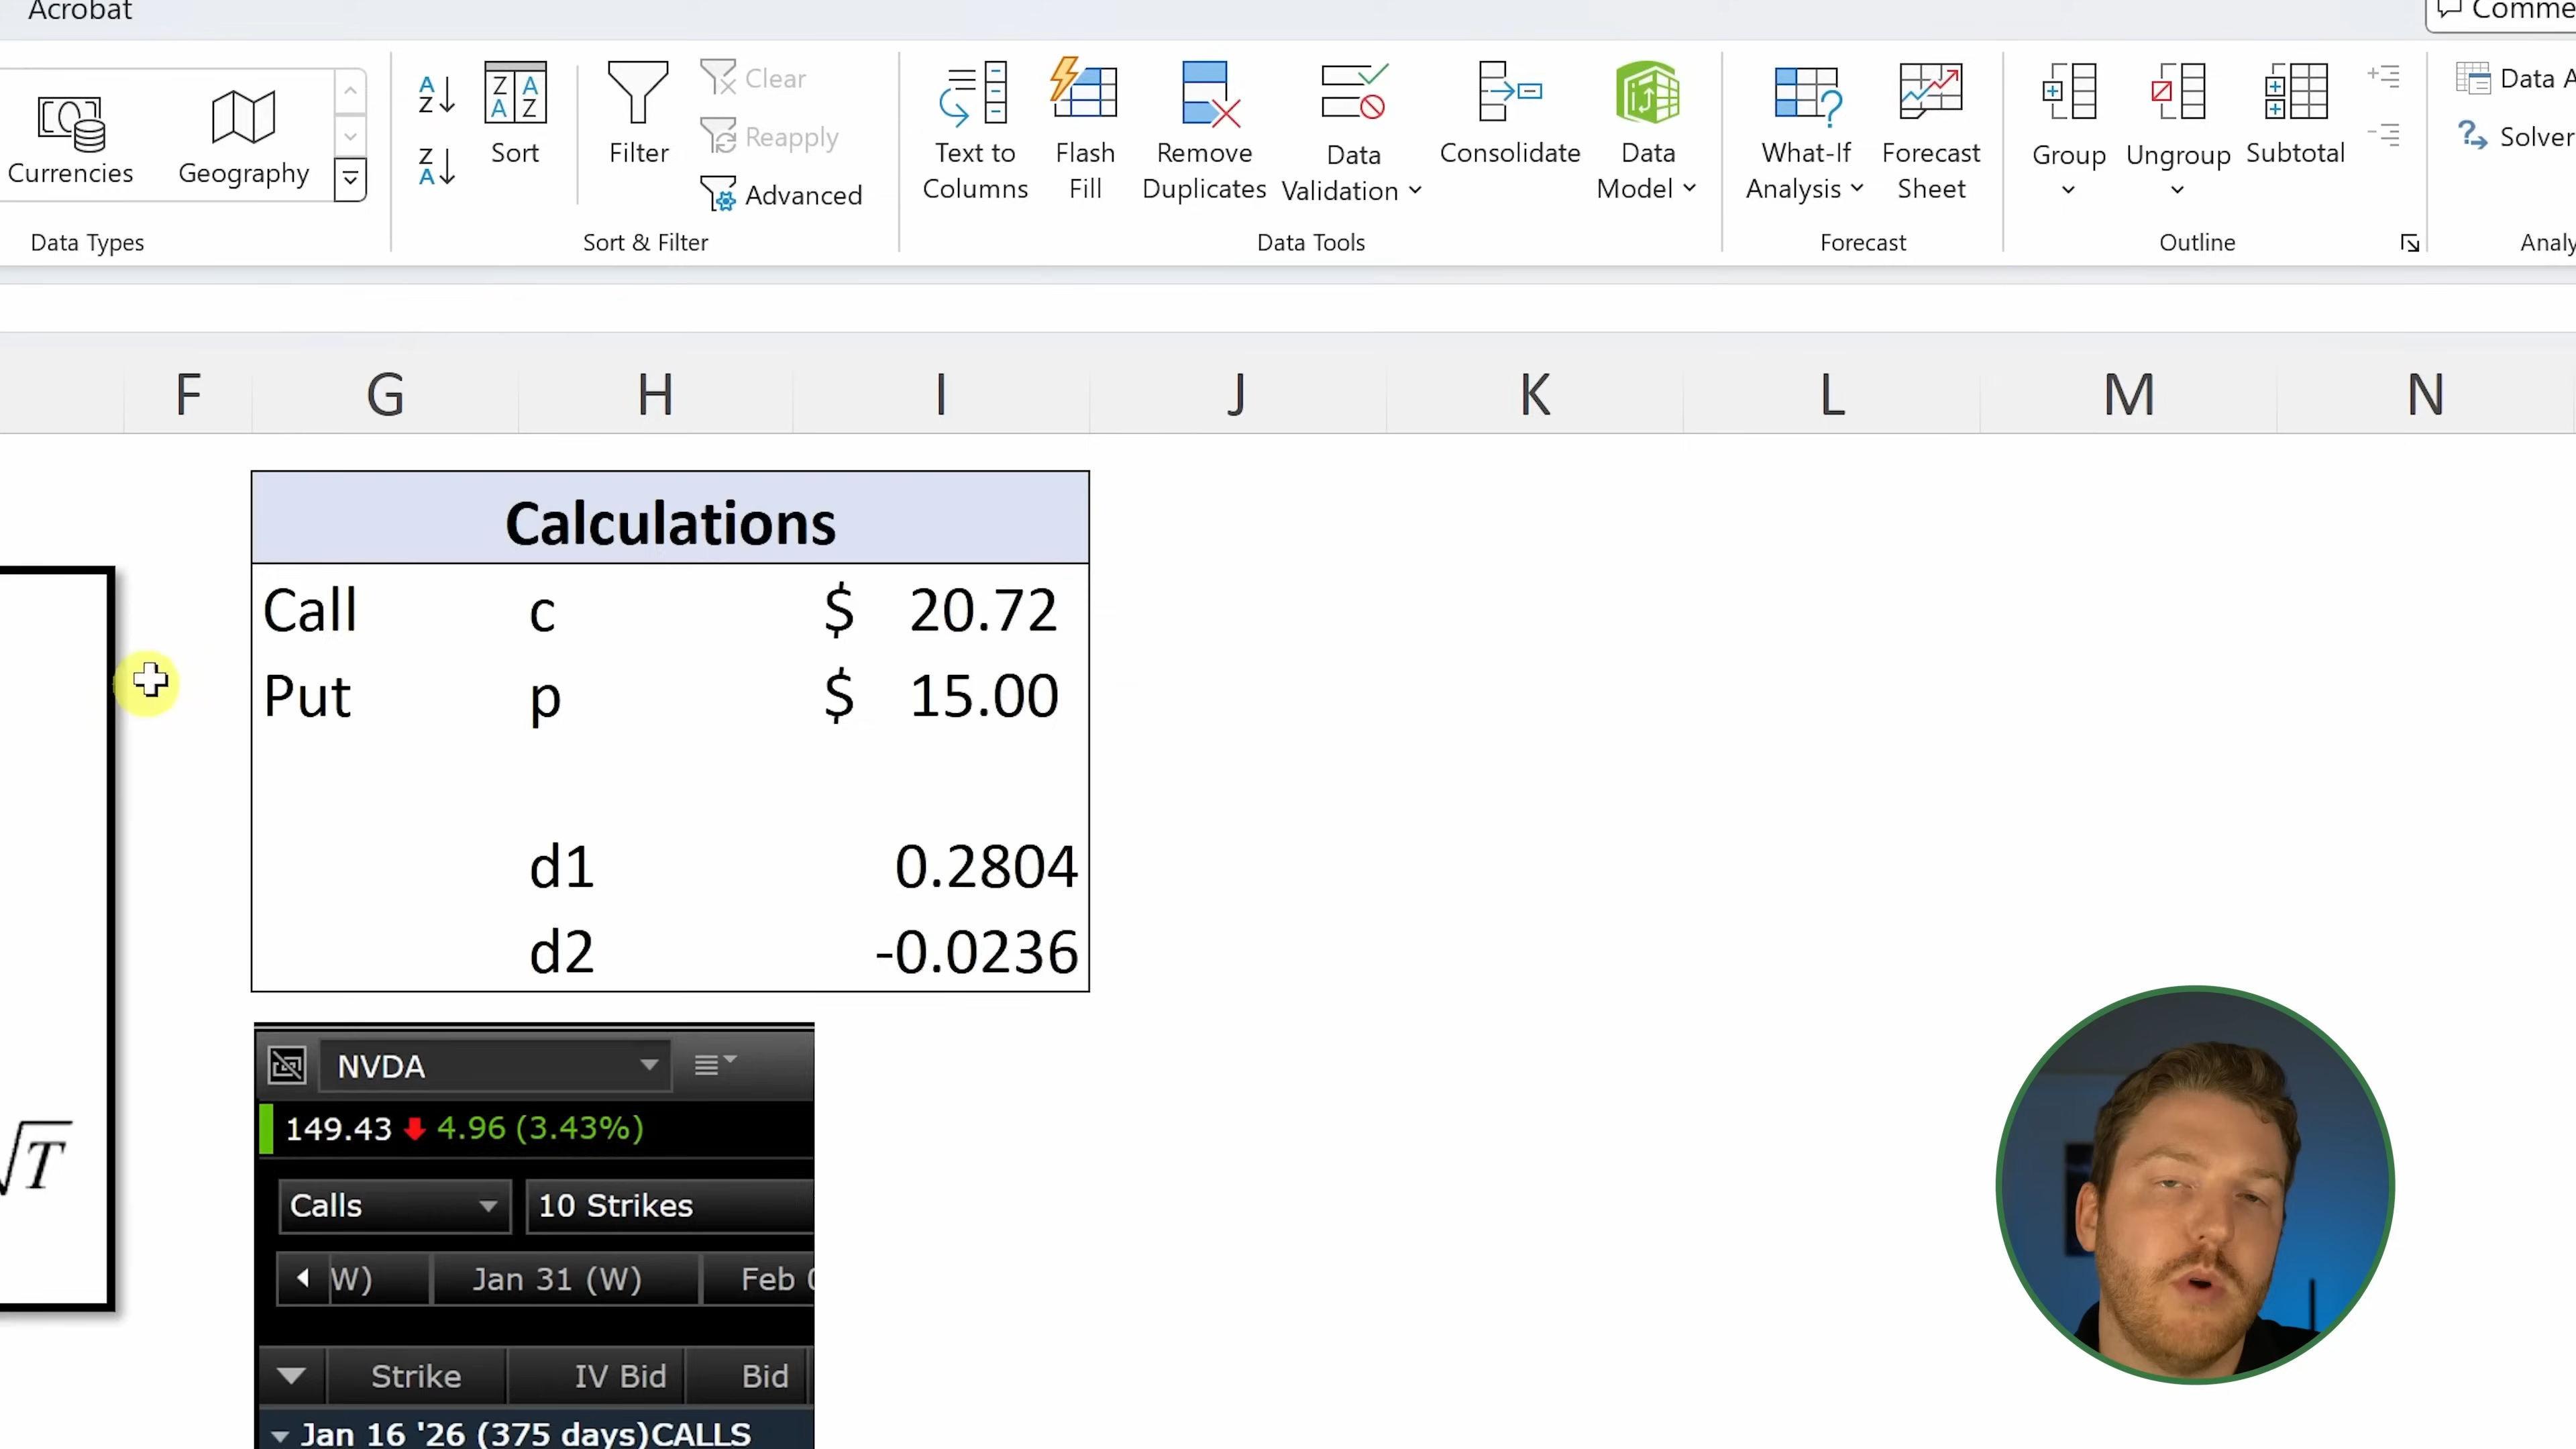 Acrobat
Comme
Currencies
Geography
Data Types
Sort
Filter
Clear
Reapply
Advanced
Sort & Filter
Text to
Columns
Flash
Fill
Remove
Duplicates
Data
Validation
Consolidate
Data
Model
Data Tools
What-If
Analysis
Forecast
Sheet
Forecast
Group
Ungroup
Subtotal
Outline
Data A
Solver
Analy
F G H I J K L M N
Calculations
Call c $ 20.72
Put p $ 15.00
d1 0.2804
d2 -0.0236
√T
NVDA
149.43 4.96 (3.43%)
Calls 10 Strikes
W) Jan 31 (W) Feb 0
Strike IV Bid Bid
Jan 16 '26 (375 days)CALLS